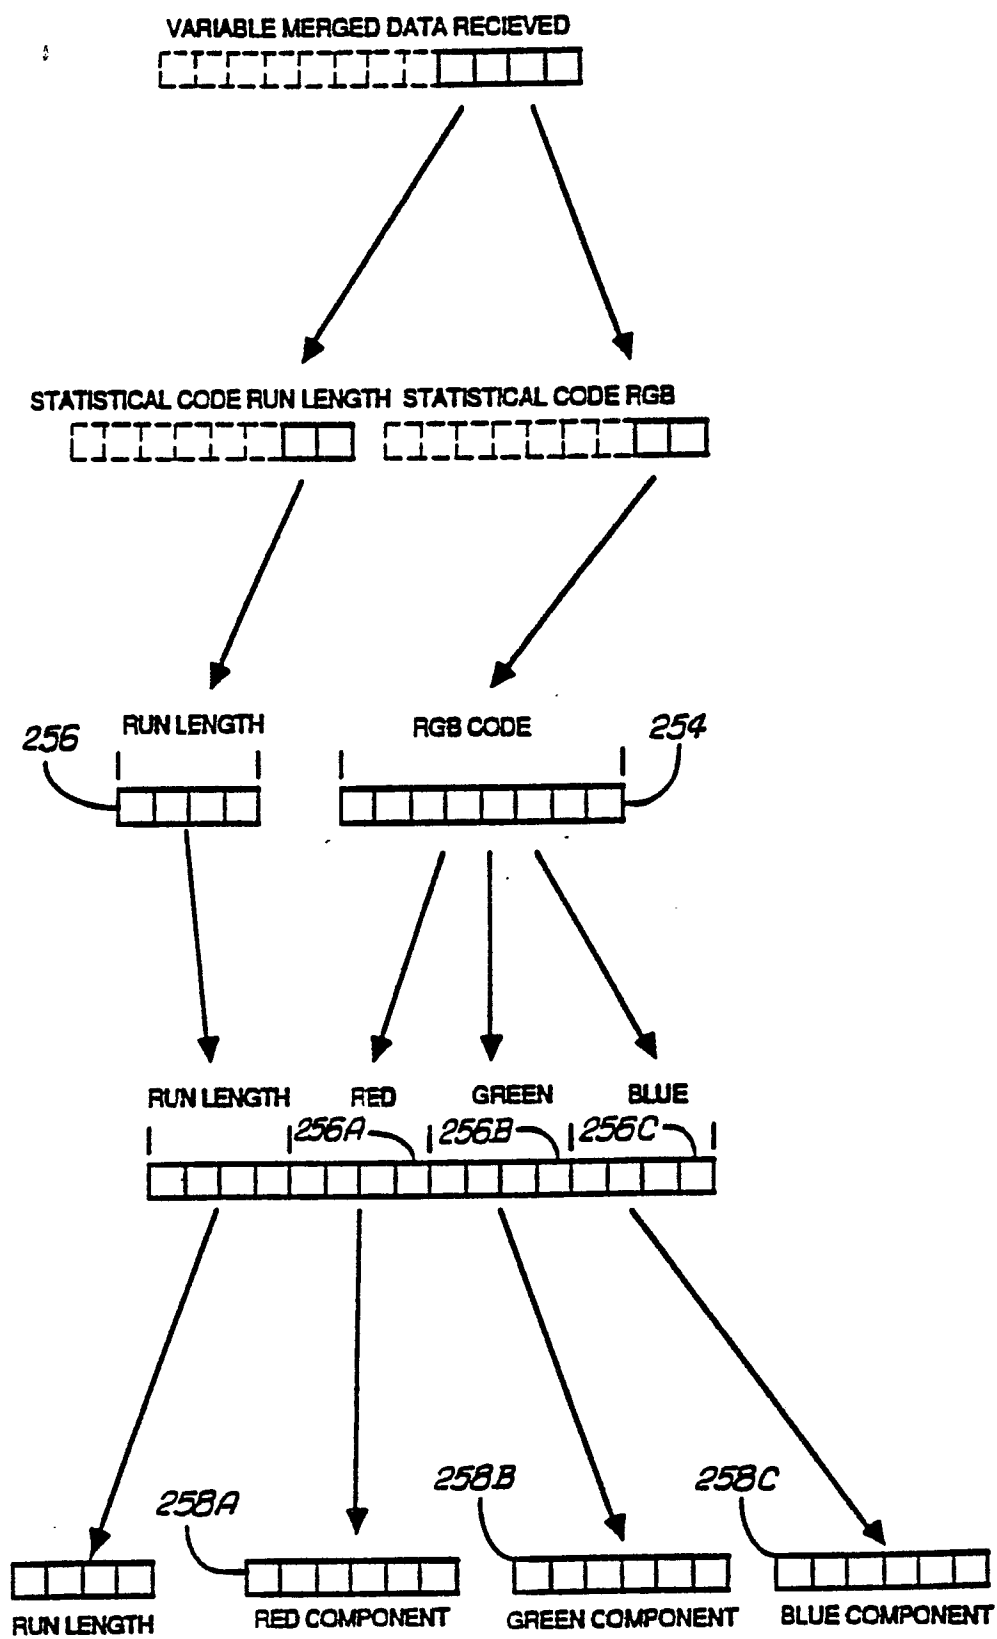 VARIABLE MERGED DATA RECIEVED
STATISTICAL CODE RUN LENGTH STATISTICAL CODE RGB
256 RUN LENGTH RGB CODE 254
RUN LENGTH RED GREEN BLUE
256A 256B 256C
258A 258B 258C
RUN LENGTH RED COMPONENT GREEN COMPONENT BLUE COMPONENT